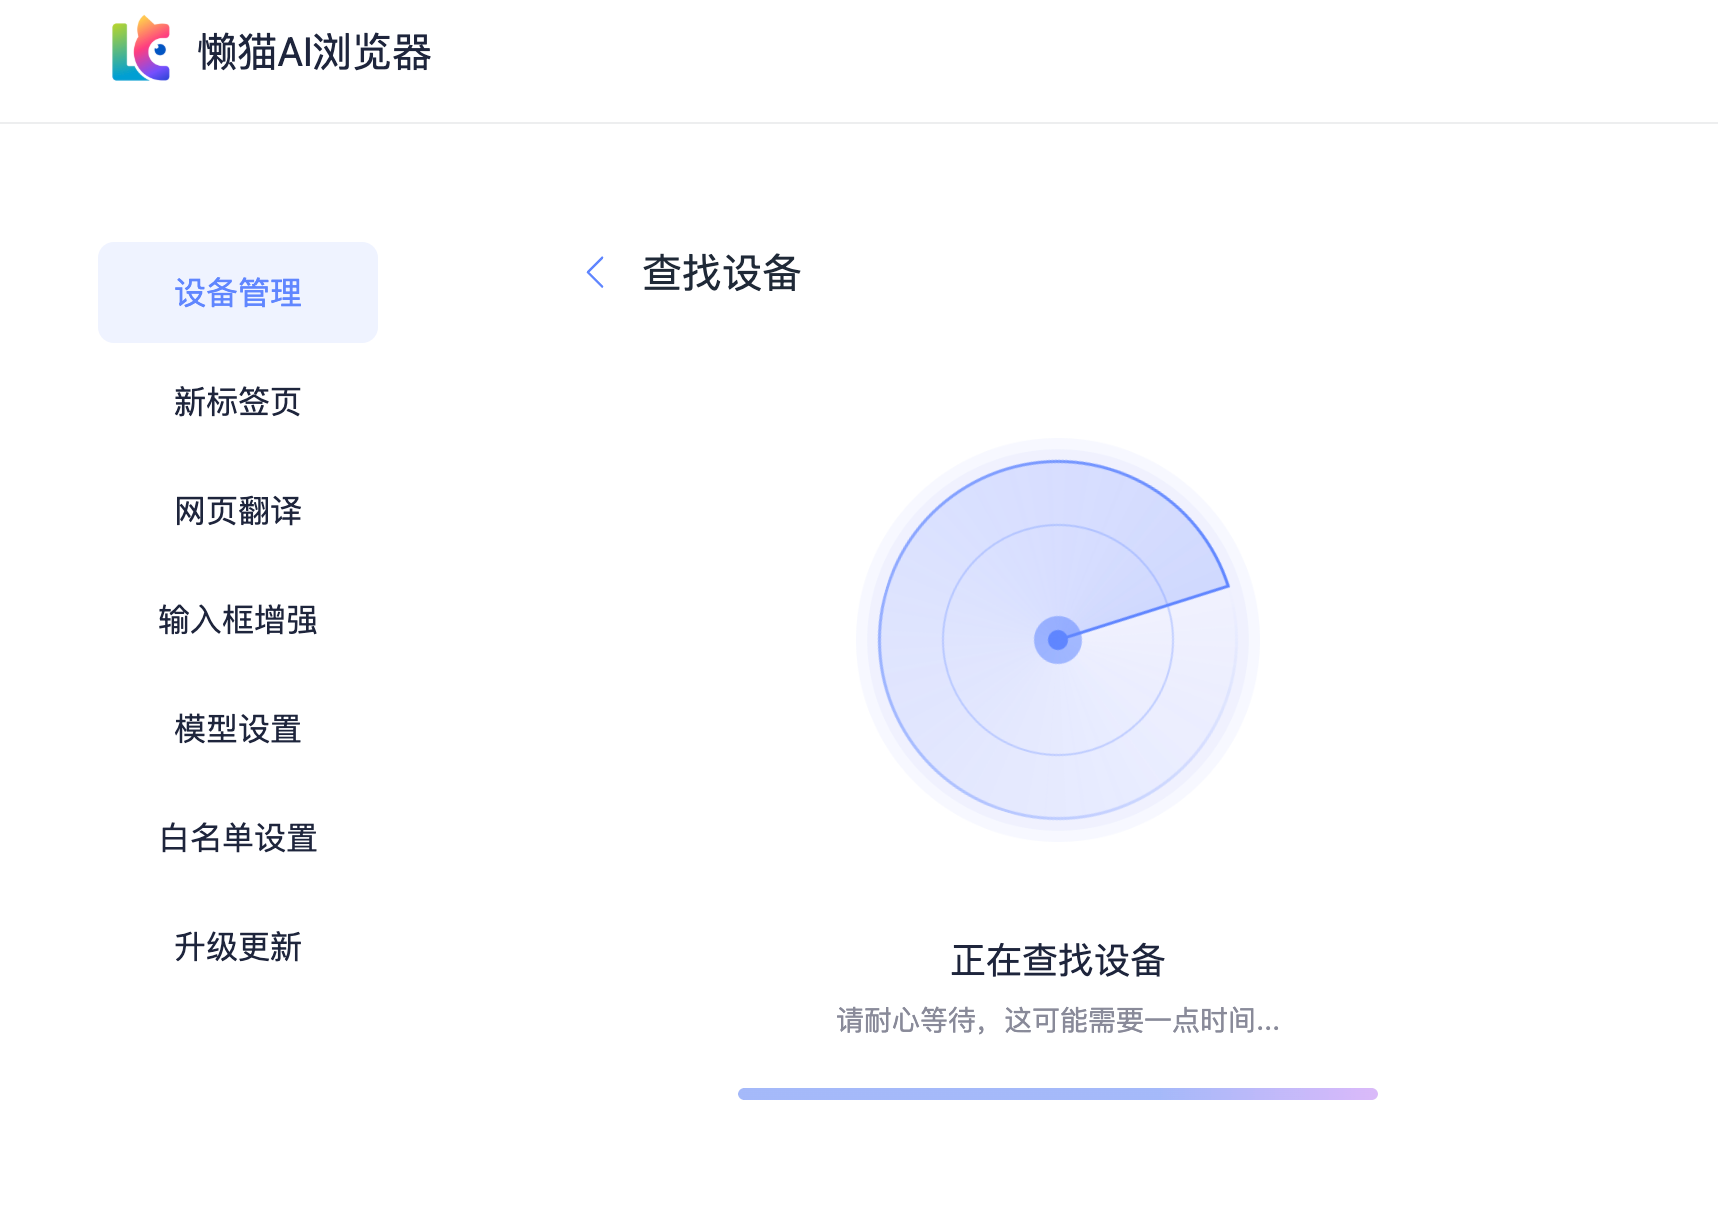 懒猫AI浏览器
设备管理
新标签页
网页翻译
输入框增强
模型设置
白名单设置
升级更新
查找设备
正在查找设备
请耐心等待，这可能需要一点时间...